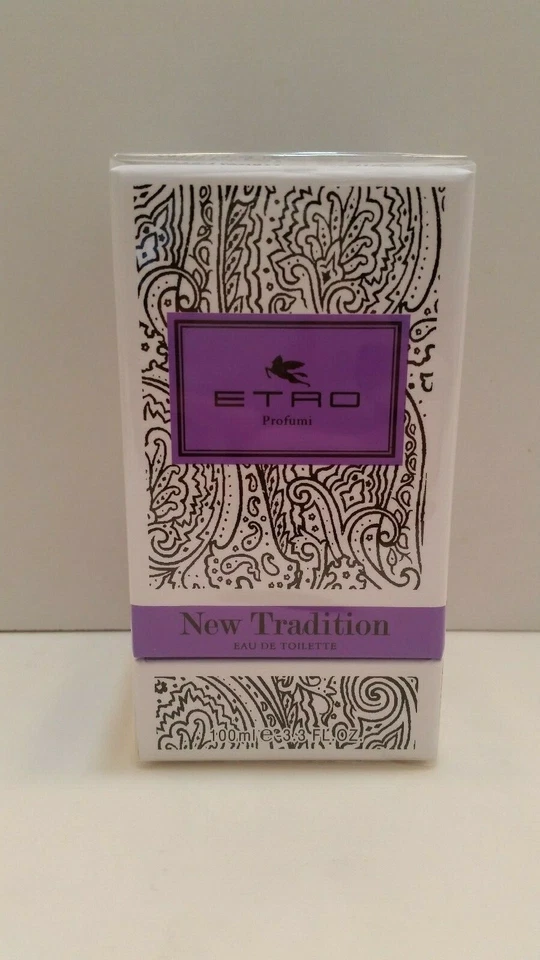 ETRO
Profumi
New Tradition
EAU DE TOILETTE
100ml e 3.3 FL.OZ.